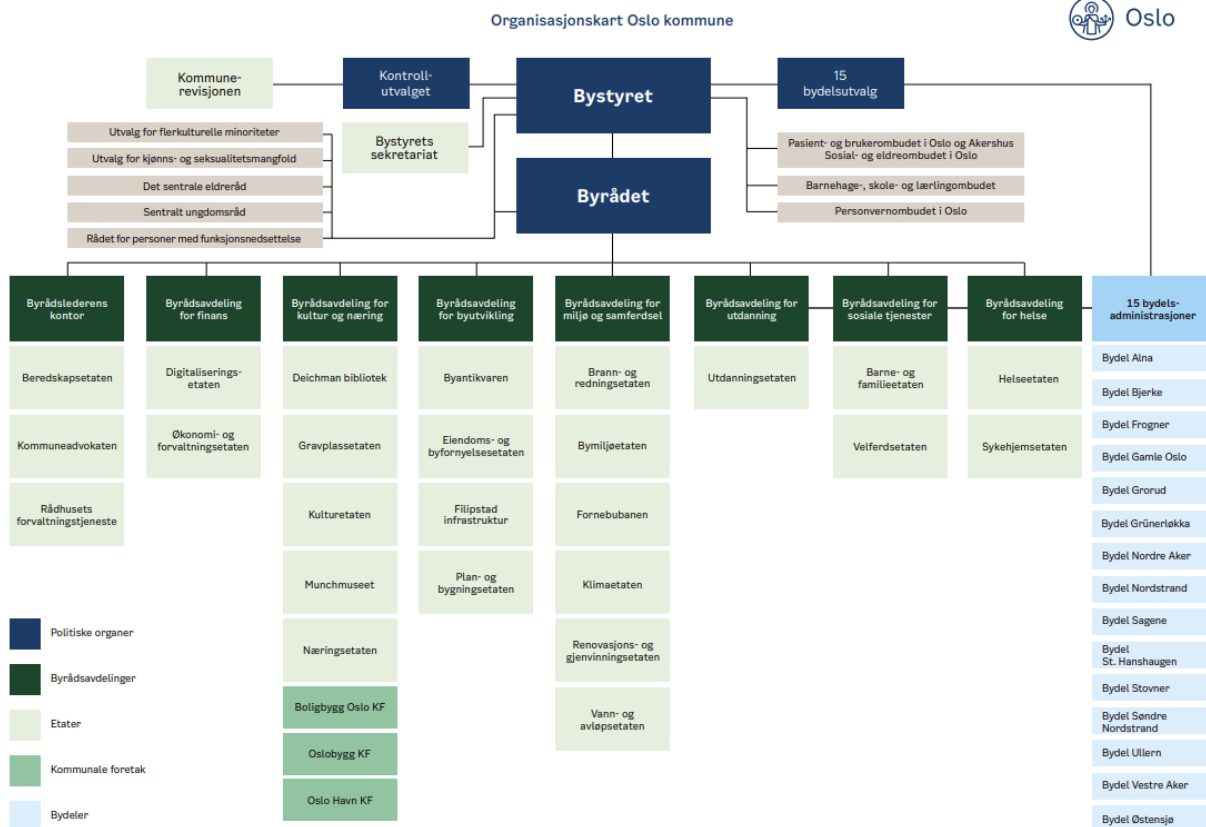 Organisasjonskart Oslo kommune
Oslo
Kommune-
revisjonen
Kontroll-
utvalget
Bystyret
15
bydelsutvalg
Utvalg for flerkulturelle minoriteter
Utvalg for kjønns- og seksualitetsmangfold
Det sentrale eldreråd
Sentralt ungdomsråd
Rådet for personer med funksjonsnedsettelse
Bystyrets
sekretariat
Byrådet
Pasient- og brukerombudet i Oslo og Akershus
Sosial- og eldreombudet i Oslo
Barnehage-, skole- og lærlingombudet
Personvernombudet i Oslo
Byrådslederens
kontor
Beredskapsetaten
Kommuneadvokaten
Rådhusets
forvaltningstjeneste
Byrådsavdeling
for finans
Digitaliserings-
etaten
Økonomi- og
forvaltningsetaten
Byrådsavdeling for
kultur og næring
Deichman bibliotek
Gravplassetaten
Kulturetaten
Munchmuseet
Næringsetaten
Boligbygg Oslo KF
Oslobygg KF
Oslo Havn KF
Byrådsavdeling
for byutvikling
Byantikvaren
Eiendoms- og
byfornyelsesetaten
Filipstad
infrastruktur
Plan- og
bygningsetaten
Byrådsavdeling for
miljø og samferdsel
Brann- og
redningsetaten
Bymiljøetaten
Fornebubanen
Klimaetaten
Renovasjons- og
gjenvinningsetaten
Vann- og
avløpsetaten
Byrådsavdeling for
utdanning
Utdanningsetaten
Byrådsavdeling for
sosiale tjenester
Barne- og
familieetaten
Velferdsetaten
Byrådsavdeling
for helse
Helseetaten
Sykehjemsetaten
15 bydels-
administrasjoner
Bydel Alna
Bydel Bjerke
Bydel Frogner
Bydel Gamle Oslo
Bydel Grorud
Bydel Grünerløkka
Bydel Nordre Aker
Bydel Nordstrand
Bydel Sagene
Bydel
St. Hanshaugen
Bydel Stovner
Bydel Søndre
Nordstrand
Bydel Ullern
Bydel Vestre Aker
Bydel Østensjø
Politiske organer
Byrådsavdelinger
Etater
Kommunale foretak
Bydeler